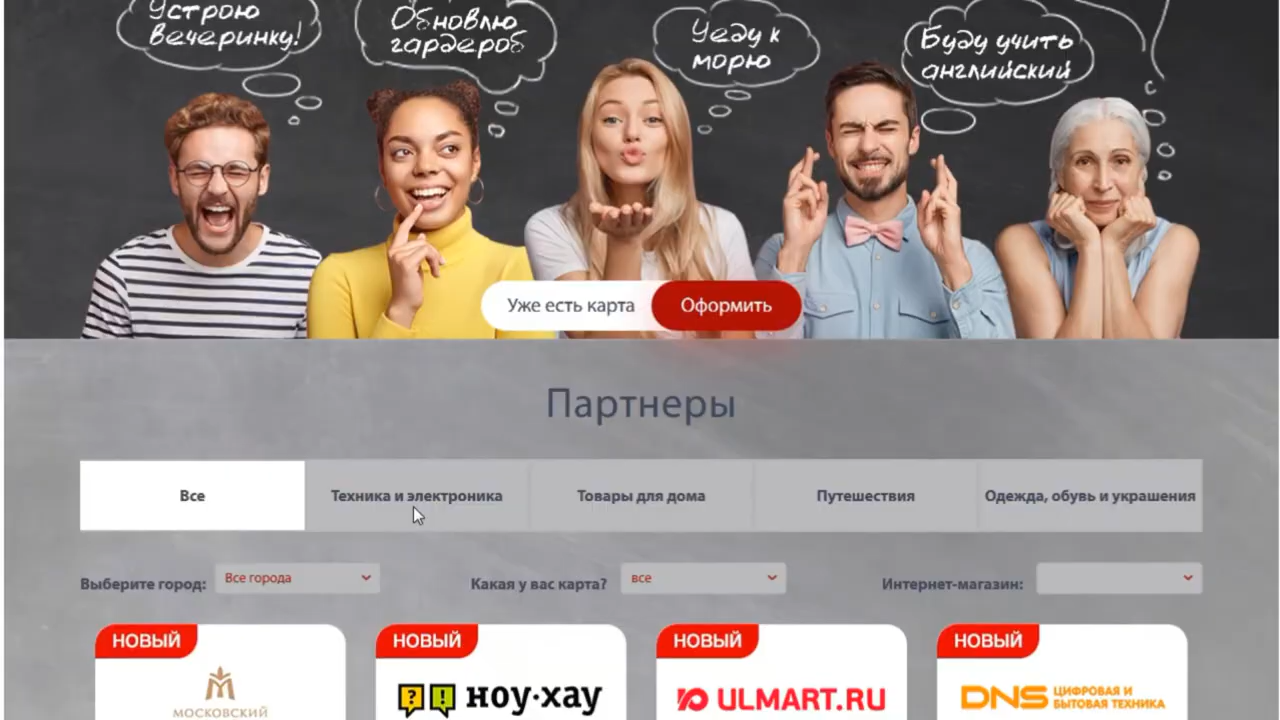 Устрою
вечеринку!
Обновлю
гардероб
Уеду к
морю
Буду учить
английский
Уже есть карта
Оформить
Партнеры
Все
Техника и электроника
Товары для дома
Путешествия
Одежда, обувь и украшения
Выберите город:
Все города
Какая у вас карта?
все
Интернет-магазин:
НОВЫЙ
МОСКОВСКИЙ
НОВЫЙ
? ! ноу·хау
НОВЫЙ
ULMART.RU
НОВЫЙ
DNS ЦИФРОВАЯ И
БЫТОВАЯ ТЕХНИКА